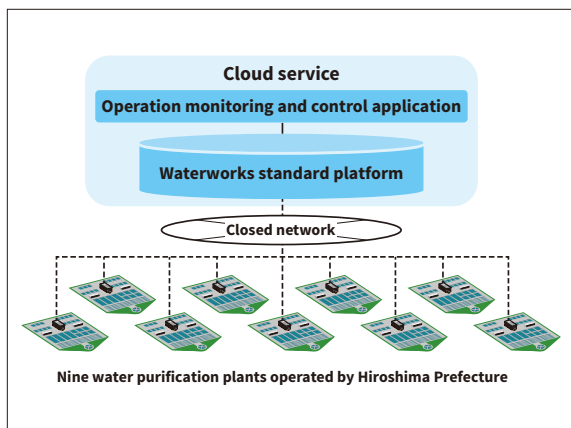 Cloud service
Operation monitoring and control application
Waterworks standard platform
Closed network
Nine water purification plants operated by Hiroshima Prefecture